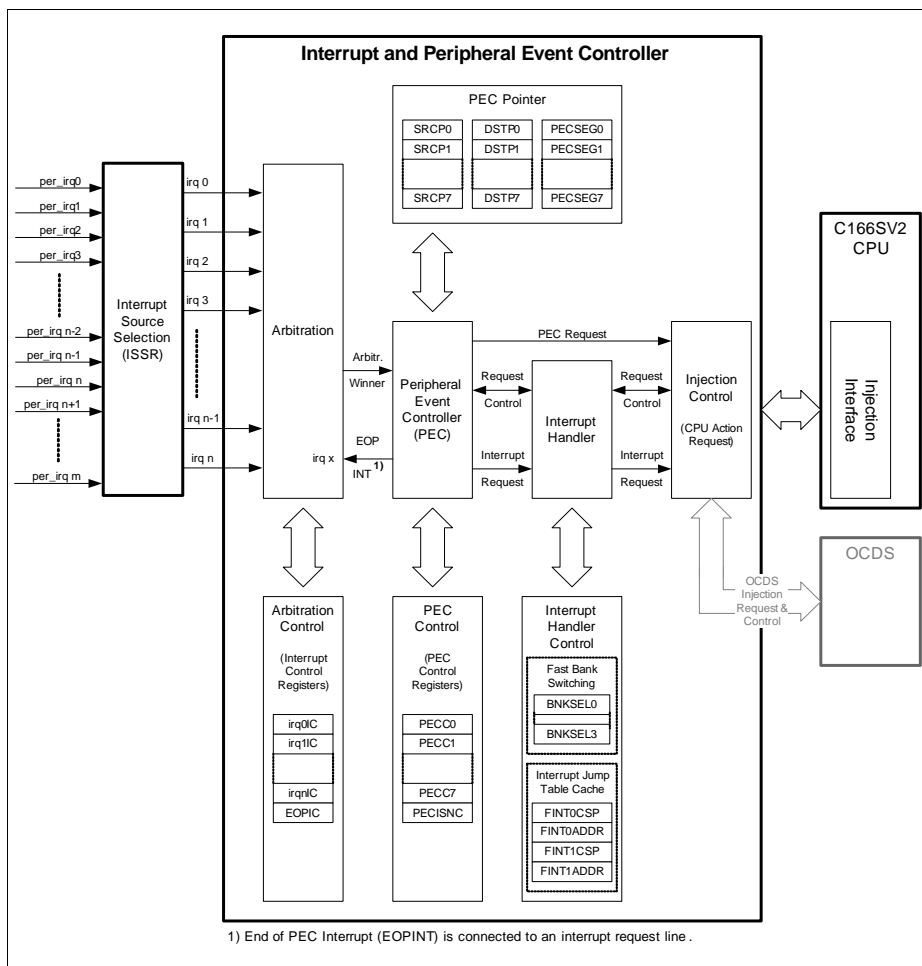 Interrupt and Peripheral Event Controller
PEC Pointer
SRCP0
SRCP1
SRCP7
DSTP0
DSTP1
DSTP7
PECSEG0
PECSEG1
PECSEG7
per_irq0
per_irq1
per_irq2
per_irq3
per_irq n-2
per_irq n-1
per_irq n
per_irq n+1
per_irq m
Interrupt
Source
Selection
(ISSR)
irq 0
irq 1
irq 2
irq 3
irq n-1
irq n
Arbitration
irq x
Arbitr.
Winner
EOP
INT 1)
Peripheral
Event
Controller
(PEC)
PEC Request
Request
Control
Interrupt
Request
Interrupt
Handler
Request
Control
Interrupt
Request
Injection
Control
(CPU Action
Request)
C166SV2
CPU
Injection
Interface
OCDS
OCDS
Injection
Request &
Control
Arbitration
Control
(Interrupt
Control
Registers)
irq0IC
irq1IC
irqnIC
EOPIC
PEC
Control
(PEC
Control
Registers)
PECC0
PECC1
PECC7
PECISNC
Interrupt
Handler
Control
Fast Bank
Switching
BNKSEL0
BNKSEL3
Interrupt Jump
Table Cache
FINT0CSP
FINT0ADDR
FINT1CSP
FINT1ADDR
1) End of PEC Interrupt (EOPINT) is connected to an interrupt request line.